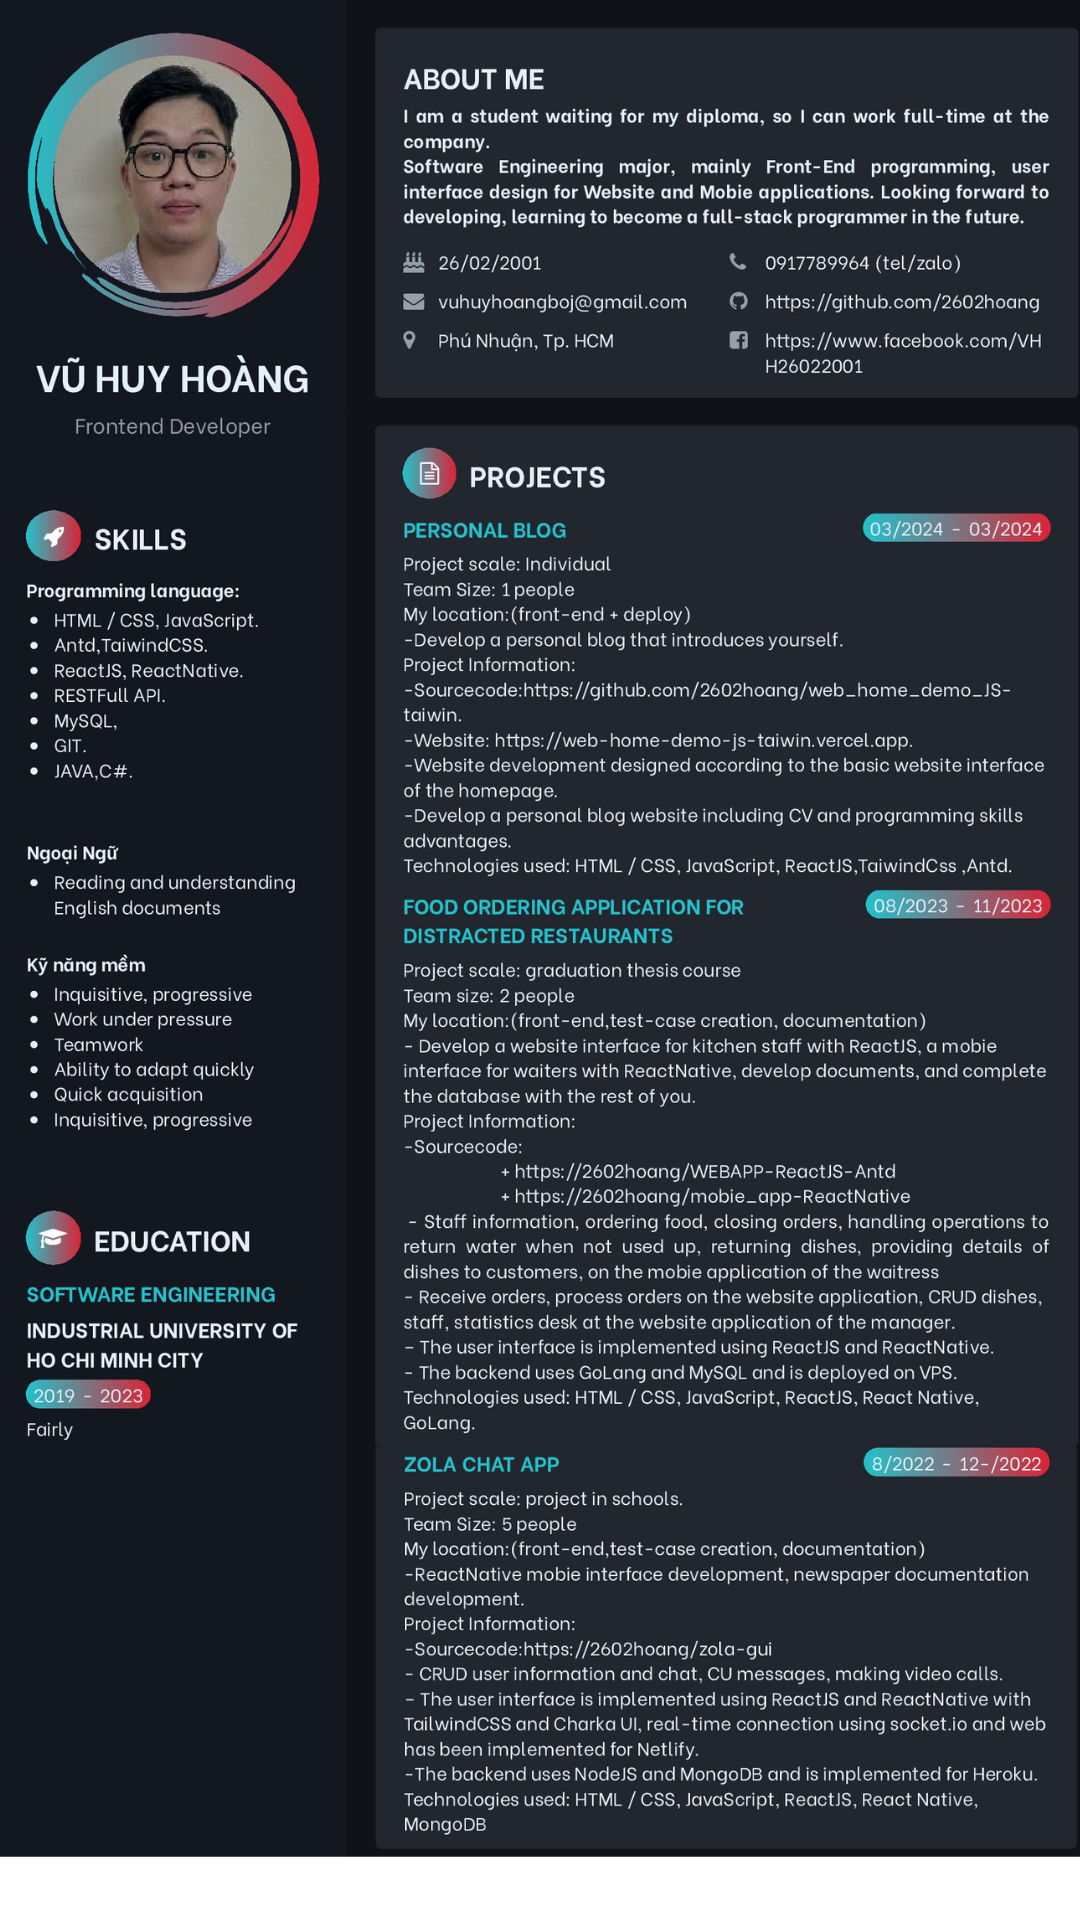 VŨ HUY HOÀNG
Frontend Developer
SKILLS
Programming language:
• HTML / CSS, JavaScript.
• Antd,TaiwindCSS.
• ReactJS, ReactNative.
• RESTFull API.
• MySQL,
• GIT.
• JAVA,C#.
Ngoại Ngữ
• Reading and understanding
English documents
Kỹ năng mềm
• Inquisitive, progressive
• Work under pressure
• Teamwork
• Ability to adapt quickly
• Quick acquisition
• Inquisitive, progressive
EDUCATION
SOFTWARE ENGINEERING
INDUSTRIAL UNIVERSITY OF
HO CHI MINH CITY
2019 - 2023
Fairly
ABOUT ME
I am a student waiting for my diploma, so I can work full-time at the
company.
Software Engineering major, mainly Front-End programming, user
interface design for Website and Mobie applications. Looking forward to
developing, learning to become a full-stack programmer in the future.
26/02/2001
0917789964 (tel/zalo)
vuhuyhoangboj@gmail.com
https://github.com/2602hoang
Phú Nhuận, Tp. HCM
https://www.facebook.com/VH
H26022001
PROJECTS
PERSONAL BLOG
03/2024 - 03/2024
Project scale: Individual
Team Size: 1 people
My location:(front-end + deploy)
-Develop a personal blog that introduces yourself.
Project Information:
-Sourcecode:https://github.com/2602hoang/web_home_demo_JS-
taiwin.
-Website: https://web-home-demo-js-taiwin.vercel.app.
-Website development designed according to the basic website interface
of the homepage.
-Develop a personal blog website including CV and programming skills
advantages.
Technologies used: HTML / CSS, JavaScript, ReactJS,TaiwindCss ,Antd.
FOOD ORDERING APPLICATION FOR
DISTRACTED RESTAURANTS
08/2023 - 11/2023
Project scale: graduation thesis course
Team size: 2 people
My location:(front-end,test-case creation, documentation)
- Develop a website interface for kitchen staff with ReactJS, a mobie
interface for waiters with ReactNative, develop documents, and complete
the database with the rest of you.
Project Information:
-Sourcecode:
+ https://2602hoang/WEBAPP-ReactJS-Antd
+ https://2602hoang/mobie_app-ReactNative
- Staff information, ordering food, closing orders, handling operations to
return water when not used up, returning dishes, providing details of
dishes to customers, on the mobie application of the waitress
- Receive orders, process orders on the website application, CRUD dishes,
staff, statistics desk at the website application of the manager.
- The user interface is implemented using ReactJS and ReactNative.
- The backend uses GoLang and MySQL and is deployed on VPS.
Technologies used: HTML / CSS, JavaScript, ReactJS, React Native,
GoLang.
ZOLA CHAT APP
8/2022 - 12-/2022
Project scale: project in schools.
Team Size: 5 people
My location:(front-end,test-case creation, documentation)
-ReactNative mobie interface development, newspaper documentation
development.
Project Information:
-Sourcecode:https://2602hoang/zola-gui
- CRUD user information and chat, CU messages, making video calls.
- The user interface is implemented using ReactJS and ReactNative with
TailwindCSS and Charka UI, real-time connection using socket.io and web
has been implemented for Netlify.
-The backend uses NodeJS and MongoDB and is implemented for Heroku.
Technologies used: HTML / CSS, JavaScript, ReactJS, React Native,
MongoDB